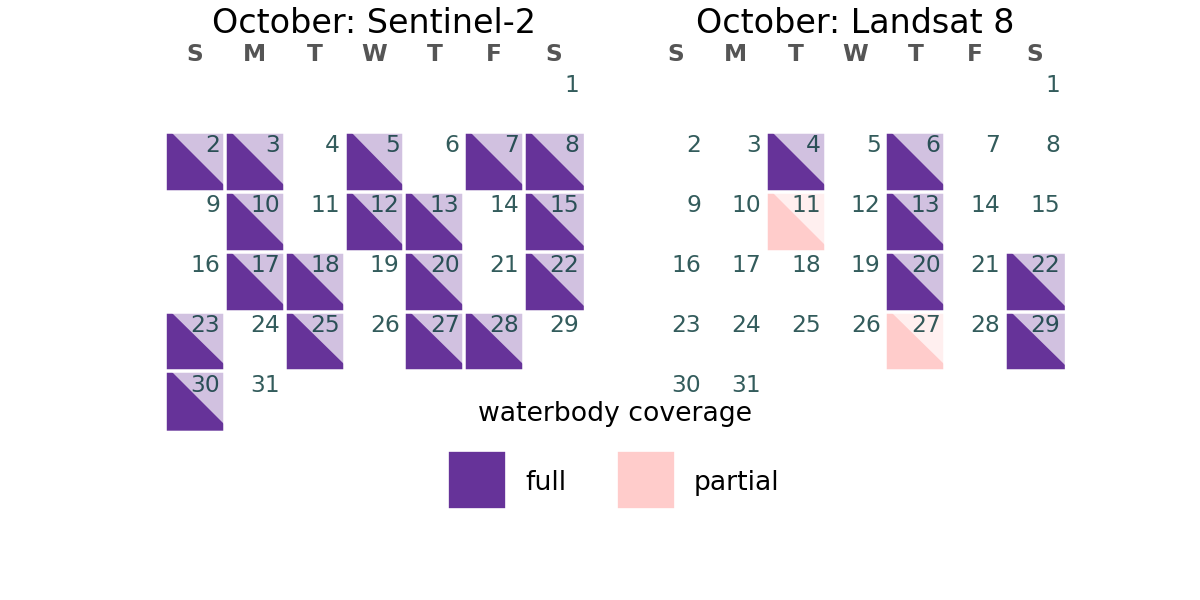 October: Sentinel-2
S M T W T F S
1
2 3 4 5 6 7 8
9 10 11 12 13 14 15
16 17 18 19 20 21 22
23 24 25 26 27 28 29
30 31
October: Landsat 8
S M T W T F S
1
2 3 4 5 6 7 8
9 10 11 12 13 14 15
16 17 18 19 20 21 22
23 24 25 26 27 28 29
30 31
waterbody coverage
full
partial